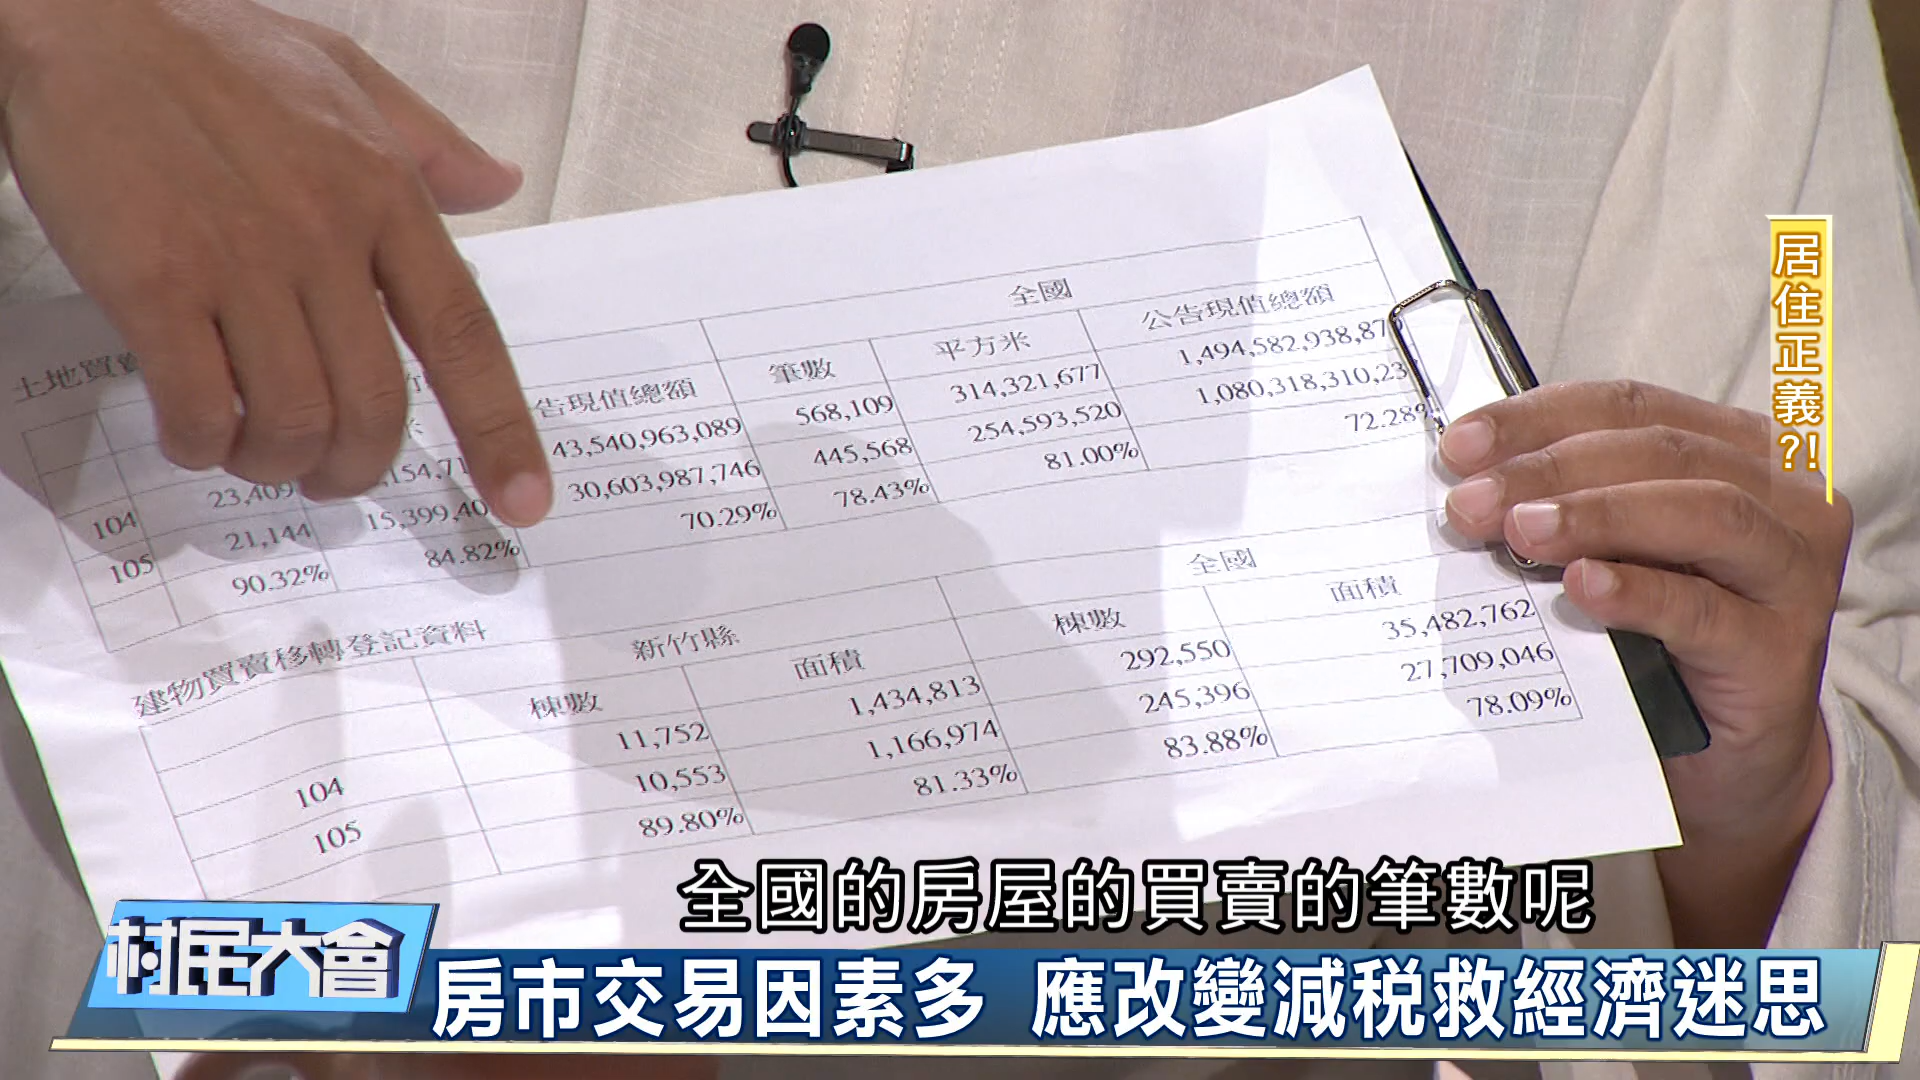 居住正義?!
全國
土地買
告現值總額 筆數 平方米 公告現值總額
104 23,409 154,71 43,540,963,089 568,109 314,321,677 1,494,582,938,87
105 21,144 15,399,40 30,603,987,746 445,568 254,593,520 1,080,318,310,23
90.32% 84.82% 70.29% 78.43% 81.00% 72.28%
建物買賣移轉登記資料 新竹縣 全國
棟數 面積 棟數 面積
104 11,752 1,434,813 292,550 35,482,762
105 10,553 1,166,974 245,396 27,709,046
89.80% 81.33% 83.88% 78.09%
全國的房屋的買賣的筆數呢
村民大會
房市交易因素多 應改變減稅救經濟迷思